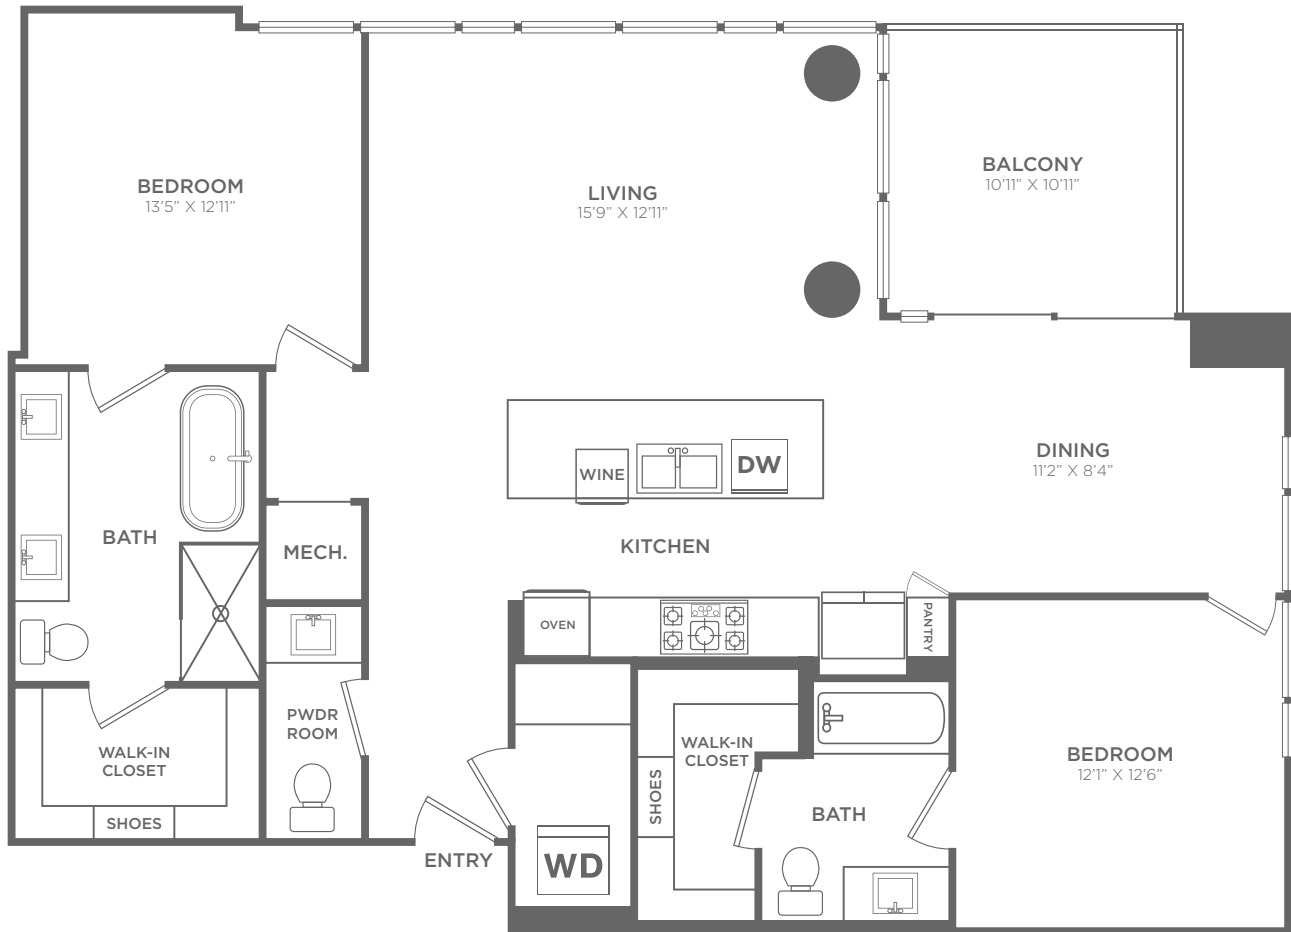 BEDROOM
13’5” X 12’11”
LIVING
15’9” X 12’11”
BALCONY
10’11” X 10’11”
DINING
11’2” X 8’4”
WINE
DW
KITCHEN
BATH
MECH.
OVEN
PANTRY
PWDR
ROOM
WALK-IN
CLOSET
SHOES
ENTRY
WD
WALK-IN
CLOSET
SHOES
BATH
BEDROOM
12’1” X 12’6”